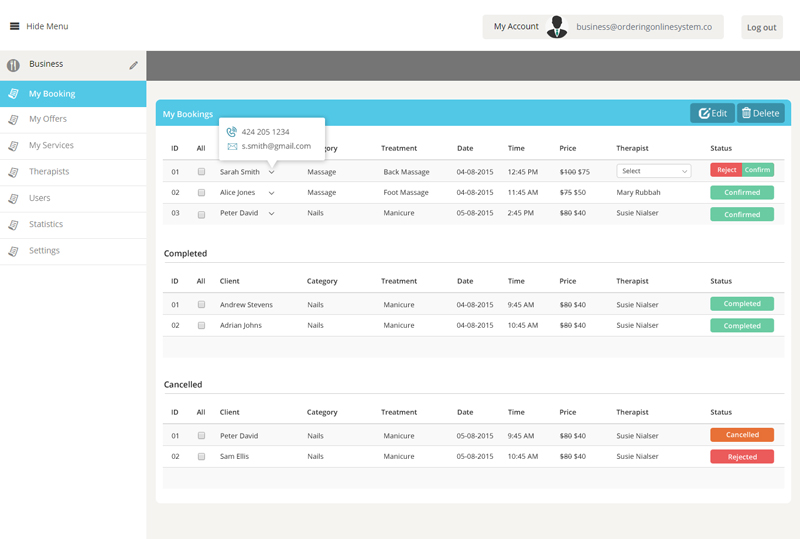 Hide Menu
My Account business@orderingonlinesystem.co Log out
Business
My Booking
My Offers
My Services
Therapists
Users
Statistics
Settings
My Bookings Edit Delete
424 205 1234
s.smith@gmail.com
ID All Treatment Date Time Price Therapist Status
01 Sarah Smith Massage Back Massage 04-08-2015 12:45 PM $100 $75 Select Reject Confirm
02 Alice Jones Massage Foot Massage 04-08-2015 11:45 AM $75 $50 Mary Rubbah Confirmed
03 Peter David Nails Manicure 05-08-2015 2:45 PM $80 $40 Susie Nialser Confirmed
Completed
ID All Client Category Treatment Date Time Price Therapist Status
01 Andrew Stevens Nails Manicure 04-08-2015 9:45 AM $80 $40 Susie Nialser Completed
02 Adrian Johns Nails Manicure 04-08-2015 10:45 AM $80 $40 Susie Nialser Completed
Cancelled
ID All Client Category Treatment Date Time Price Therapist Status
01 Peter David Nails Manicure 05-08-2015 9:45 AM $80 $40 Susie Nialser Cancelled
02 Sam Ellis Nails Manicure 05-08-2015 10:45 AM $80 $40 Susie Nialser Rejected